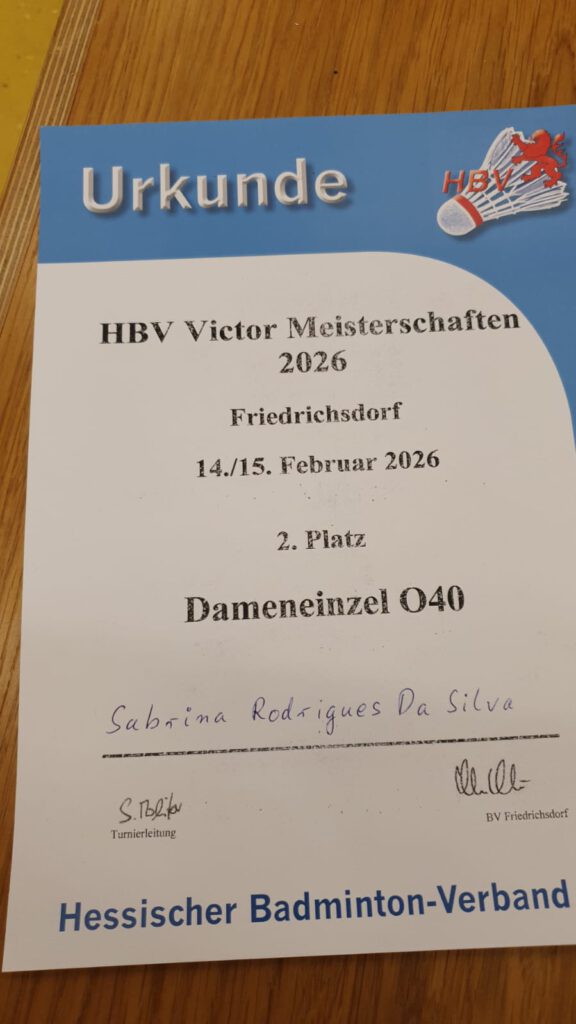 Urkunde
HBV
HBV Victor Meisterschaften
2026
Friedrichsdorf
14./15. Februar 2026
2. Platz
Dameneinzel O40
Sabrina Rodrigues Da Silva
Turnierleitung
BV Friedrichsdorf
Hessischer Badminton-Verband